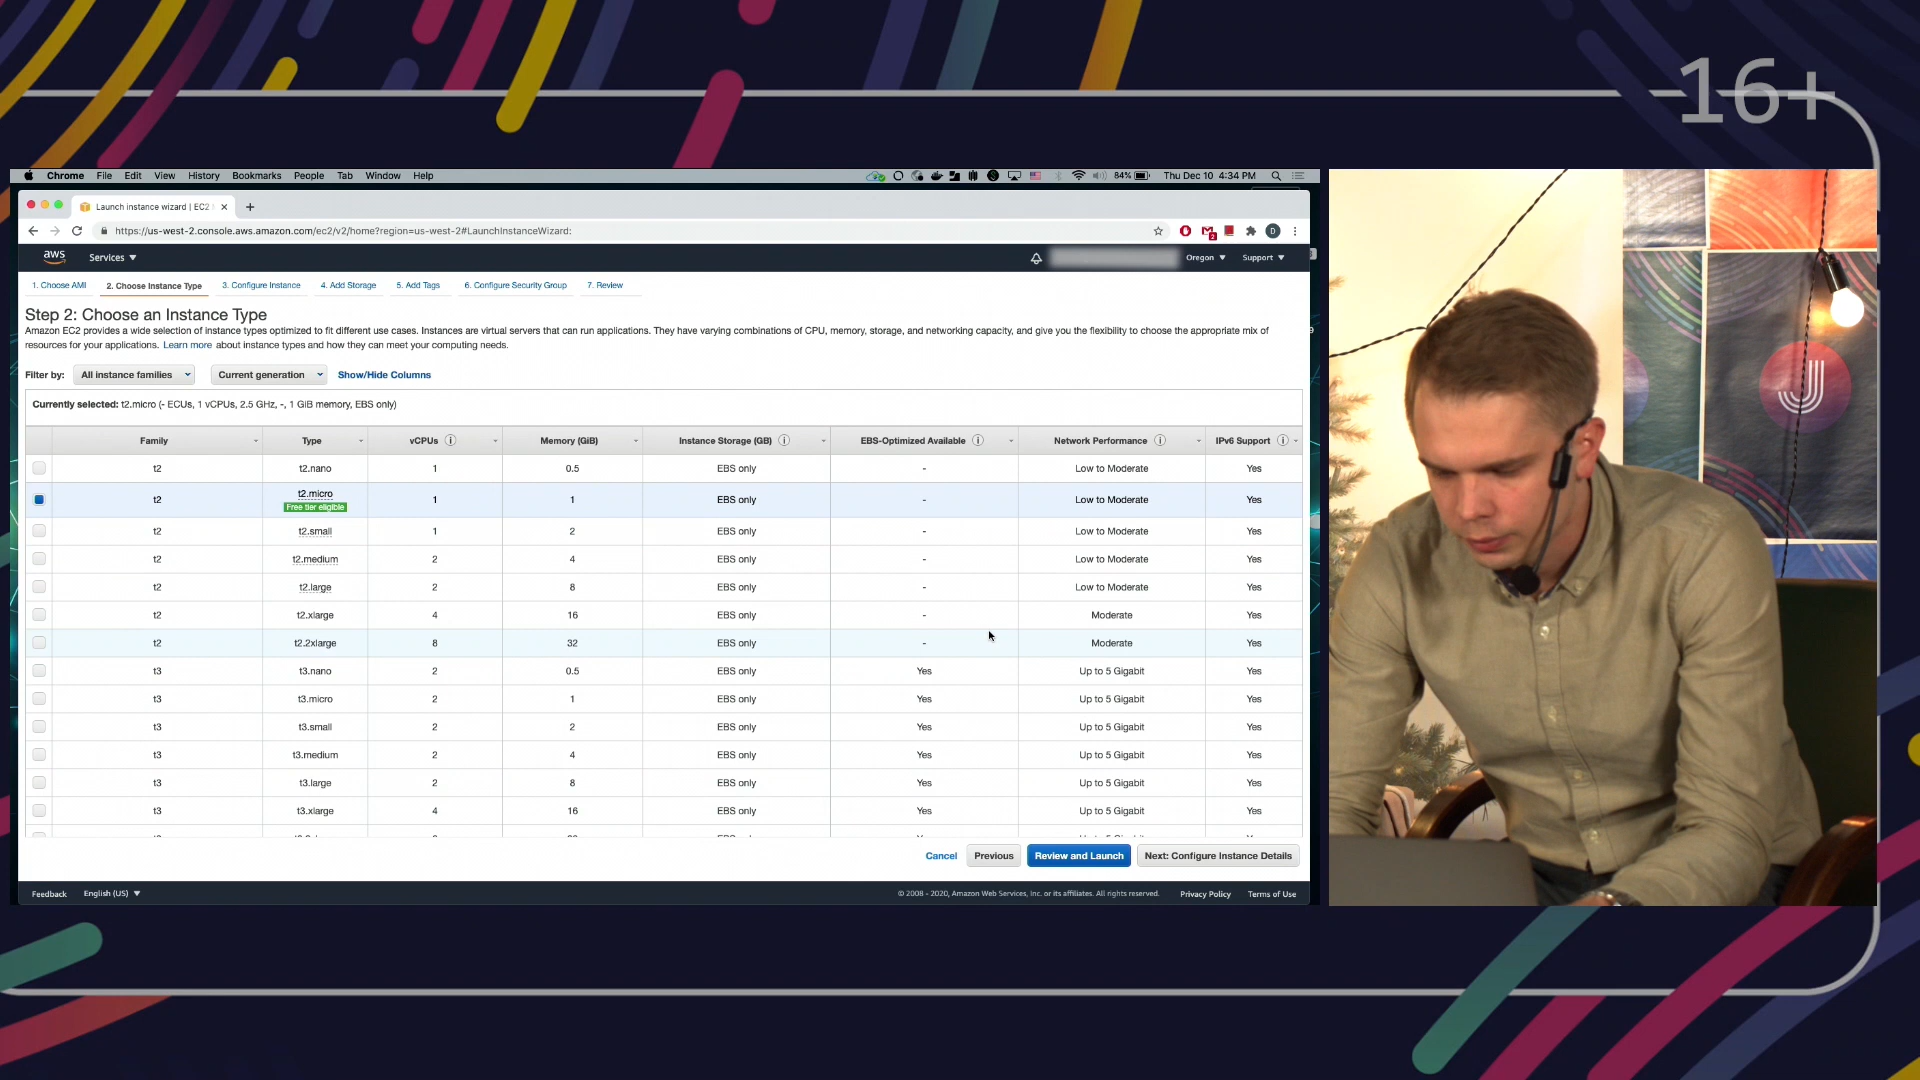 16+
Chrome File Edit View History Bookmarks People Tab Window Help 84% Thu Dec 10 4:34 PM
Launch instance wizard | EC2
https://us-west-2.console.aws.amazon.com/ec2/v2/home?region=us-west-2#LaunchInstanceWizard:
aws Services Oregon Support
1. Choose AMI 2. Choose Instance Type 3. Configure Instance 4. Add Storage 5. Add Tags 6. Configure Security Group 7. Review
Step 2: Choose an Instance Type
Amazon EC2 provides a wide selection of instance types optimized to fit different use cases. Instances are virtual servers that can run applications. They have varying combinations of CPU, memory, storage, and networking capacity, and give you the flexibility to choose the appropriate mix of
resources for your applications. Learn more about instance types and how they can meet your computing needs.
Filter by: All instance families Current generation Show/Hide Columns
Currently selected: t2.micro (- ECUs, 1 vCPUs, 2.5 GHz, -, 1 GiB memory, EBS only)
Family Type vCPUs Memory (GiB) Instance Storage (GB) EBS-Optimized Available Network Performance IPv6 Support
t2 t2.nano 1 0.5 EBS only - Low to Moderate Yes
t2 t2.micro 1 1 EBS only - Low to Moderate Yes
Free tier eligible
t2 t2.small 1 2 EBS only - Low to Moderate Yes
t2 t2.medium 2 4 EBS only - Low to Moderate Yes
t2 t2.large 2 8 EBS only - Low to Moderate Yes
t2 t2.xlarge 4 16 EBS only - Moderate Yes
t2 t2.2xlarge 8 32 EBS only - Moderate Yes
t3 t3.nano 2 0.5 EBS only Yes Up to 5 Gigabit Yes
t3 t3.micro 2 1 EBS only Yes Up to 5 Gigabit Yes
t3 t3.small 2 2 EBS only Yes Up to 5 Gigabit Yes
t3 t3.medium 2 4 EBS only Yes Up to 5 Gigabit Yes
t3 t3.large 2 8 EBS only Yes Up to 5 Gigabit Yes
t3 t3.xlarge 4 16 EBS only Yes Up to 5 Gigabit Yes
Cancel Previous Review and Launch Next: Configure Instance Details
Feedback English (US) © 2008 - 2020, Amazon Web Services, Inc. or its affiliates. All rights reserved. Privacy Policy Terms of Use